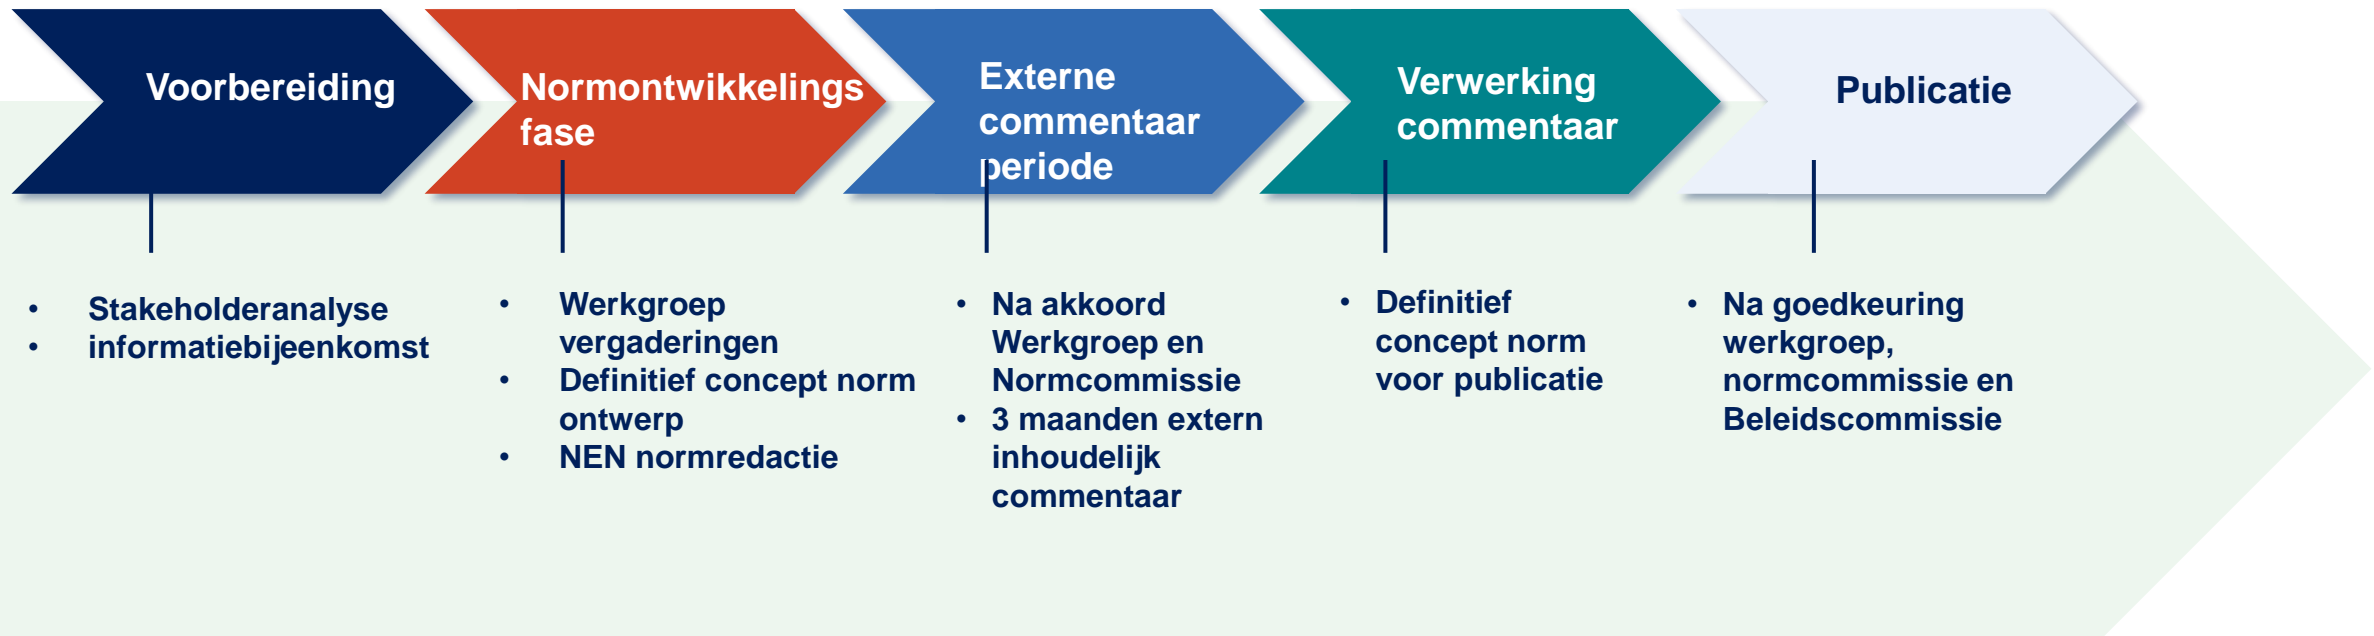 Voorbereiding
Normontwikkelings
fase
Externe
commentaar
periode
Verwerking
commentaar
Publicatie
• Stakeholderanalyse
• informatiebijeenkomst
• Werkgroep
vergaderingen
• Definitief concept norm
ontwerp
• NEN normredactie
• Na akkoord
Werkgroep en
Normcommissie
• 3 maanden extern
inhoudelijk
commentaar
• Definitief
concept norm
voor publicatie
• Na goedkeuring
werkgroep,
normcommissie en
Beleidscommissie